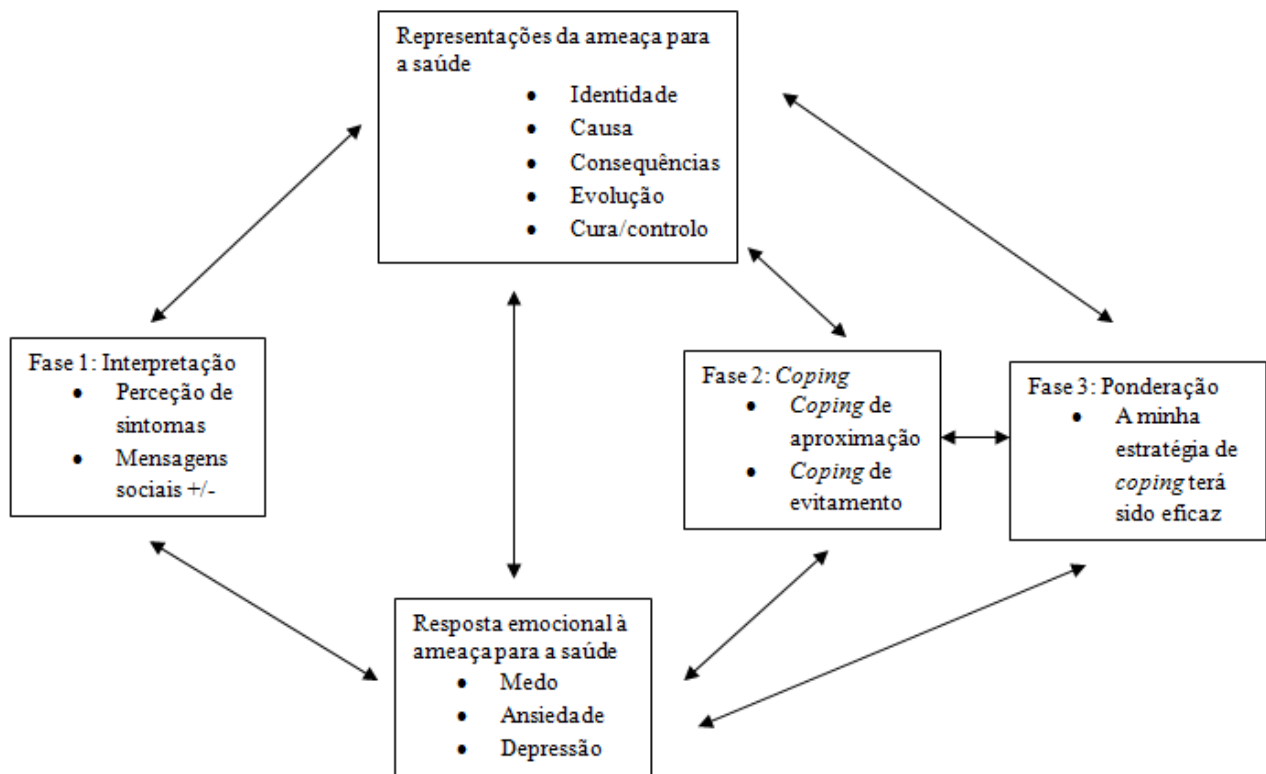 Representações da ameaça para
a saúde
• Identidade
• Causa
• Consequências
• Evolução
• Cura/controlo
Fase 1: Interpretação
• Perceção de
sintomas
• Mensagens
sociais +/-
Fase 2: Coping
• Coping de
aproximação
• Coping de
evitamento
Fase 3: Ponderação
• A minha
estratégia de
coping terá
sido eficaz
Resposta emocional à
ameaça para a saúde
• Medo
• Ansiedade
• Depressão